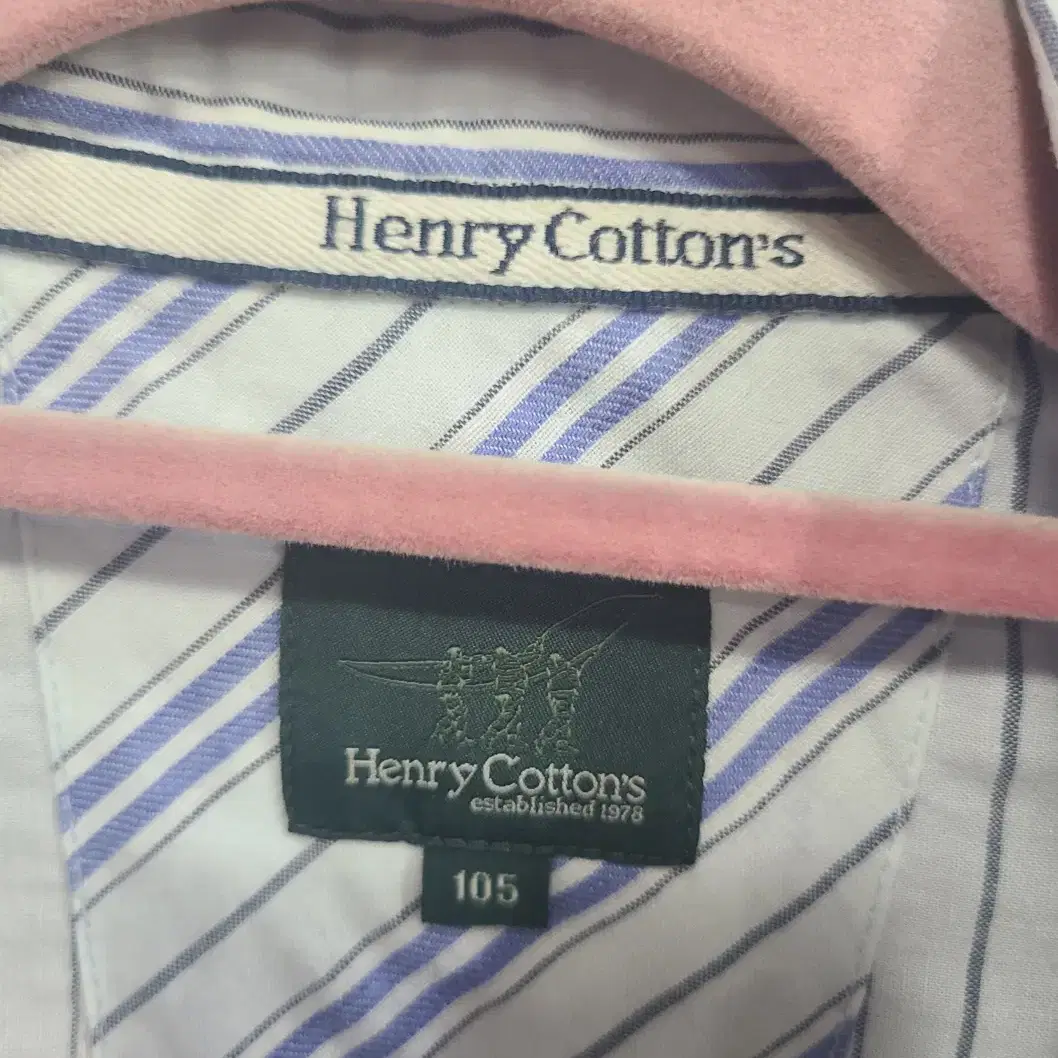 Henry Cotton's
Henry Cotton's
established 1978
105